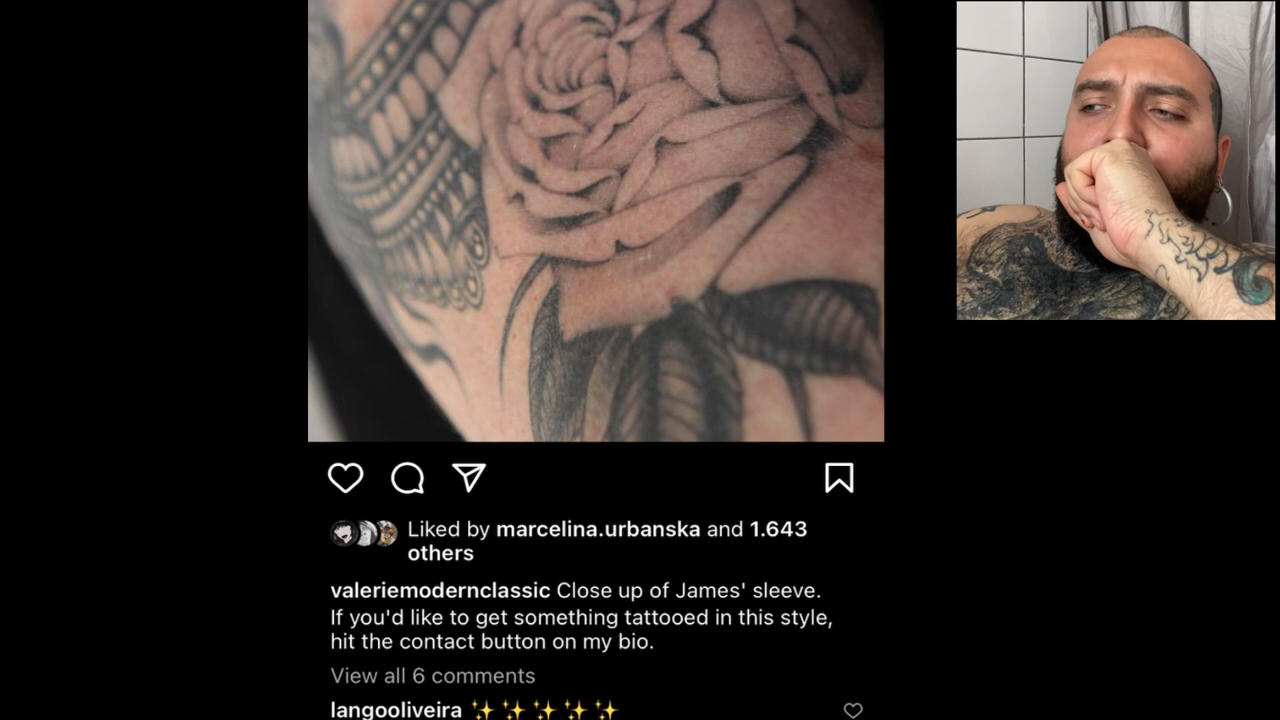 Liked by marcelina.urbanska and 1.643
others
valeriemodernclassic Close up of James' sleeve.
If you'd like to get something tattooed in this style,
hit the contact button on my bio.
View all 6 comments
langooliveira ✨✨✨✨✨